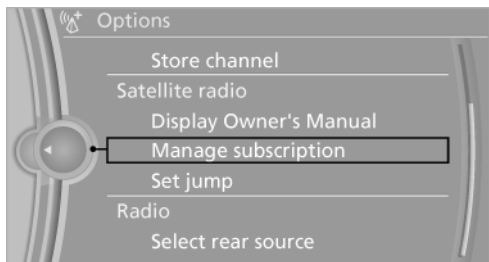 Options
Store channel
Satellite radio
Display Owner's Manual
Manage subscription
Set jump
Radio
Select rear source